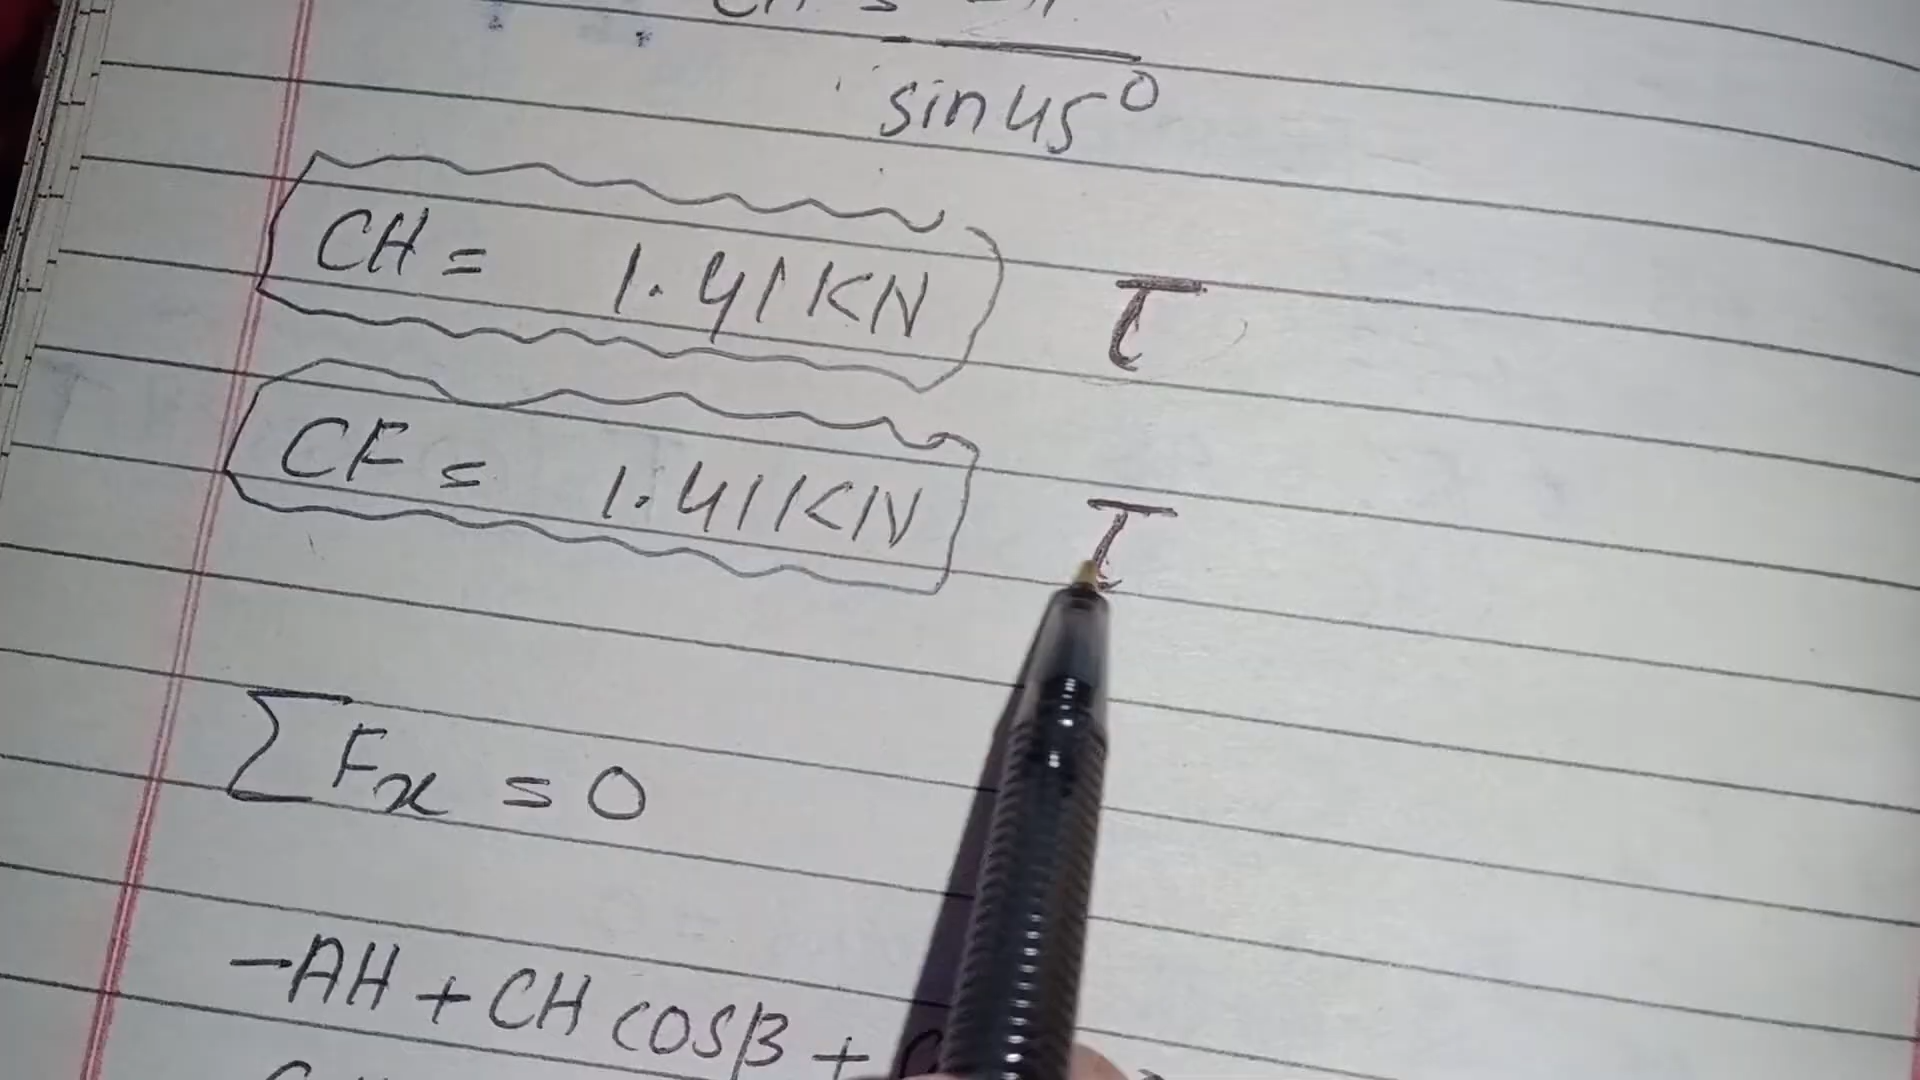 sin45°
CH = 1.41KN T
CF = 1.41KN T
∑Fx = 0
-AH + CH cosβ +